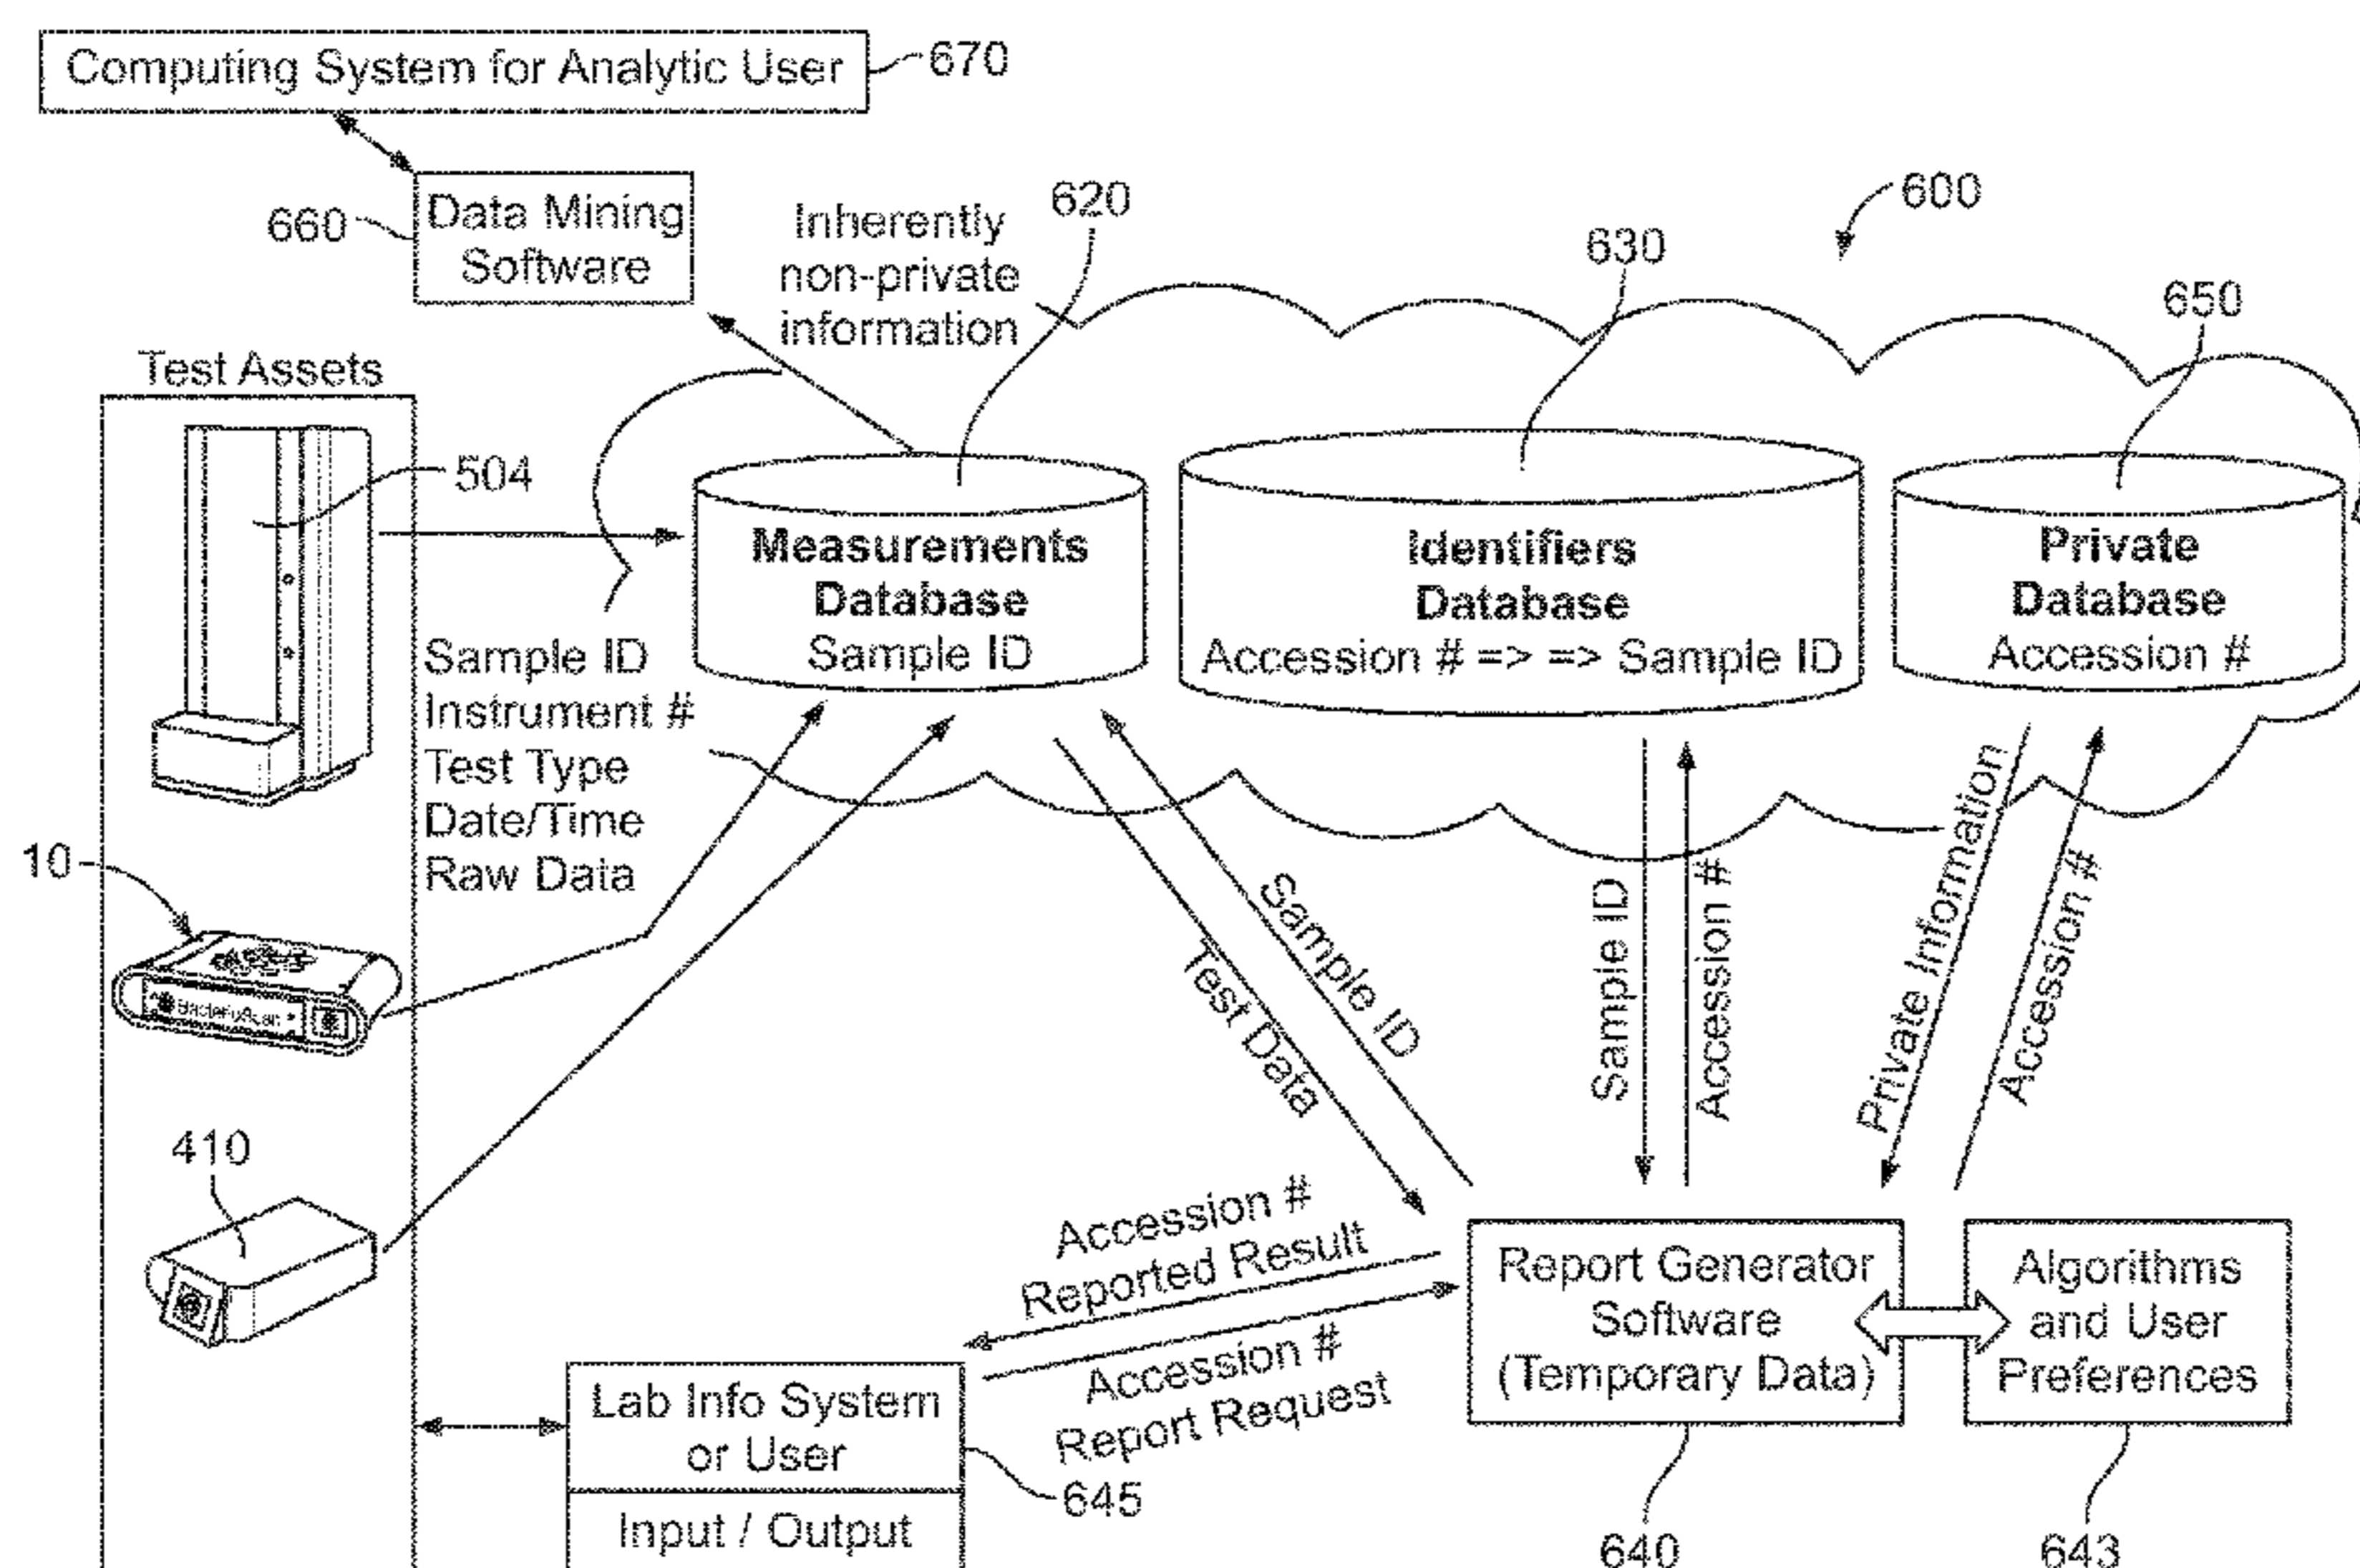 Computing System for Analytic User
670
660
Data Mining
Software
Inherently
non-private
information
620
630
600
650
Test Assets
504
Measurements
Database
Sample ID
Identifiers
Database
Accession # => => Sample ID
Private
Database
Accession #
Sample ID
Instrument #
Test Type
Date/Time
Raw Data
10
BacterioScan
410
Test Data
Sample ID
Sample ID
Accession #
Private Information
Accession #
Accession #
Reported Result
Accession #
Report Request
Report Generator
Software
(Temporary Data)
Algorithms
and User
Preferences
Lab Info System
or User
Input / Output
645
640
643